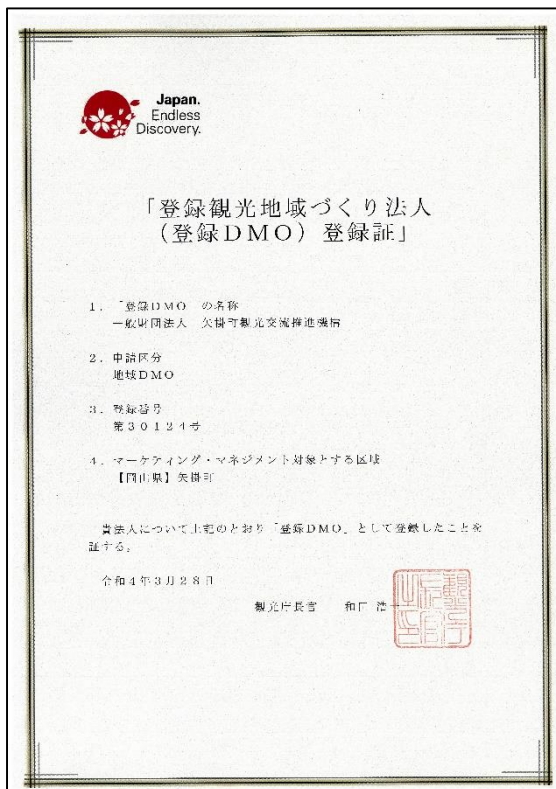 Japan.
Endless
Discovery.
「登録観光地域づくり法人
(登録DMO)登録証」
1．「登録DMO」の名称
一般財団法人　矢掛町観光交流推進機構
2．申請区分
地域DMO
3．登録番号
第30124号
4．マーケティング・マネジメント対象とする区域
【岡山県】矢掛町
貴法人について上記のとおり「登録DMO」として登録したことを
証する。
令和4年3月28日
観光庁長官　和田 浩一